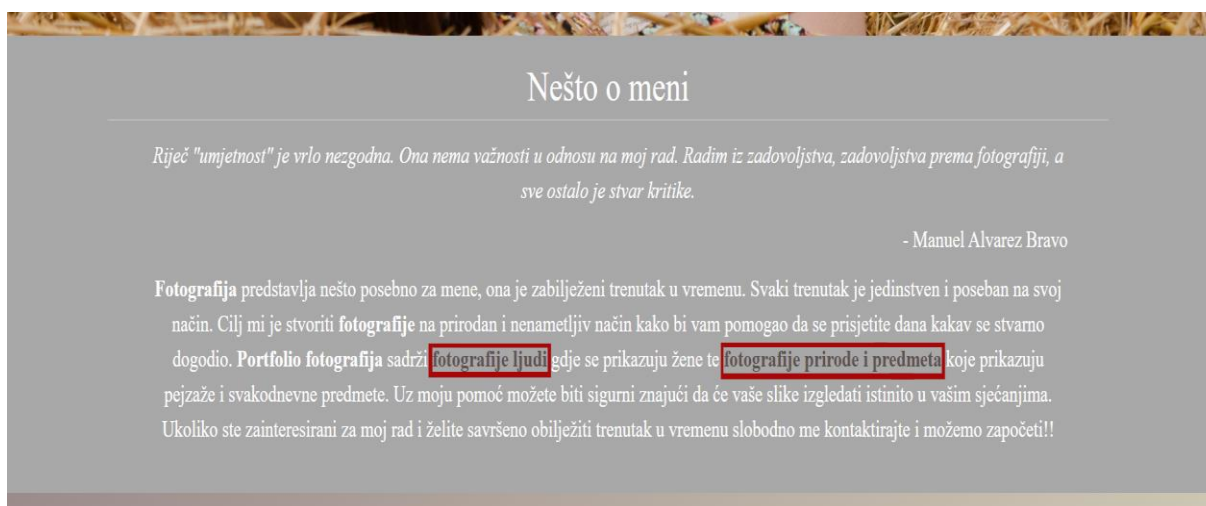 Nešto o meni
Riječ "umjetnost" je vrlo nezgodna. Ona nema važnosti u odnosu na moj rad. Radim iz zadovoljstva, zadovoljstva prema fotografiji, a
sve ostalo je stvar kritike.
- Manuel Alvarez Bravo
Fotografija predstavlja nešto posebno za mene, ona je zabilježeni trenutak u vremenu. Svaki trenutak je jedinstven i poseban na svoj
način. Cilj mi je stvoriti fotografije na prirodan i nenametljiv način kako bi vam pomogao da se prisjetite dana kakav se stvarno
dogodio. Portfolio fotografija sadrži fotografije ljudi gdje se prikazuju žene te fotografije prirode i predmeta koje prikazuju
pejzaže i svakodnevne predmete. Uz moju pomoć možete biti sigurni znajući da će vaše slike izgledati istinito u vašim sjećanjima.
Ukoliko ste zainteresirani za moj rad i želite savršeno obilježiti trenutak u vremenu slobodno me kontaktirajte i možemo započeti!!